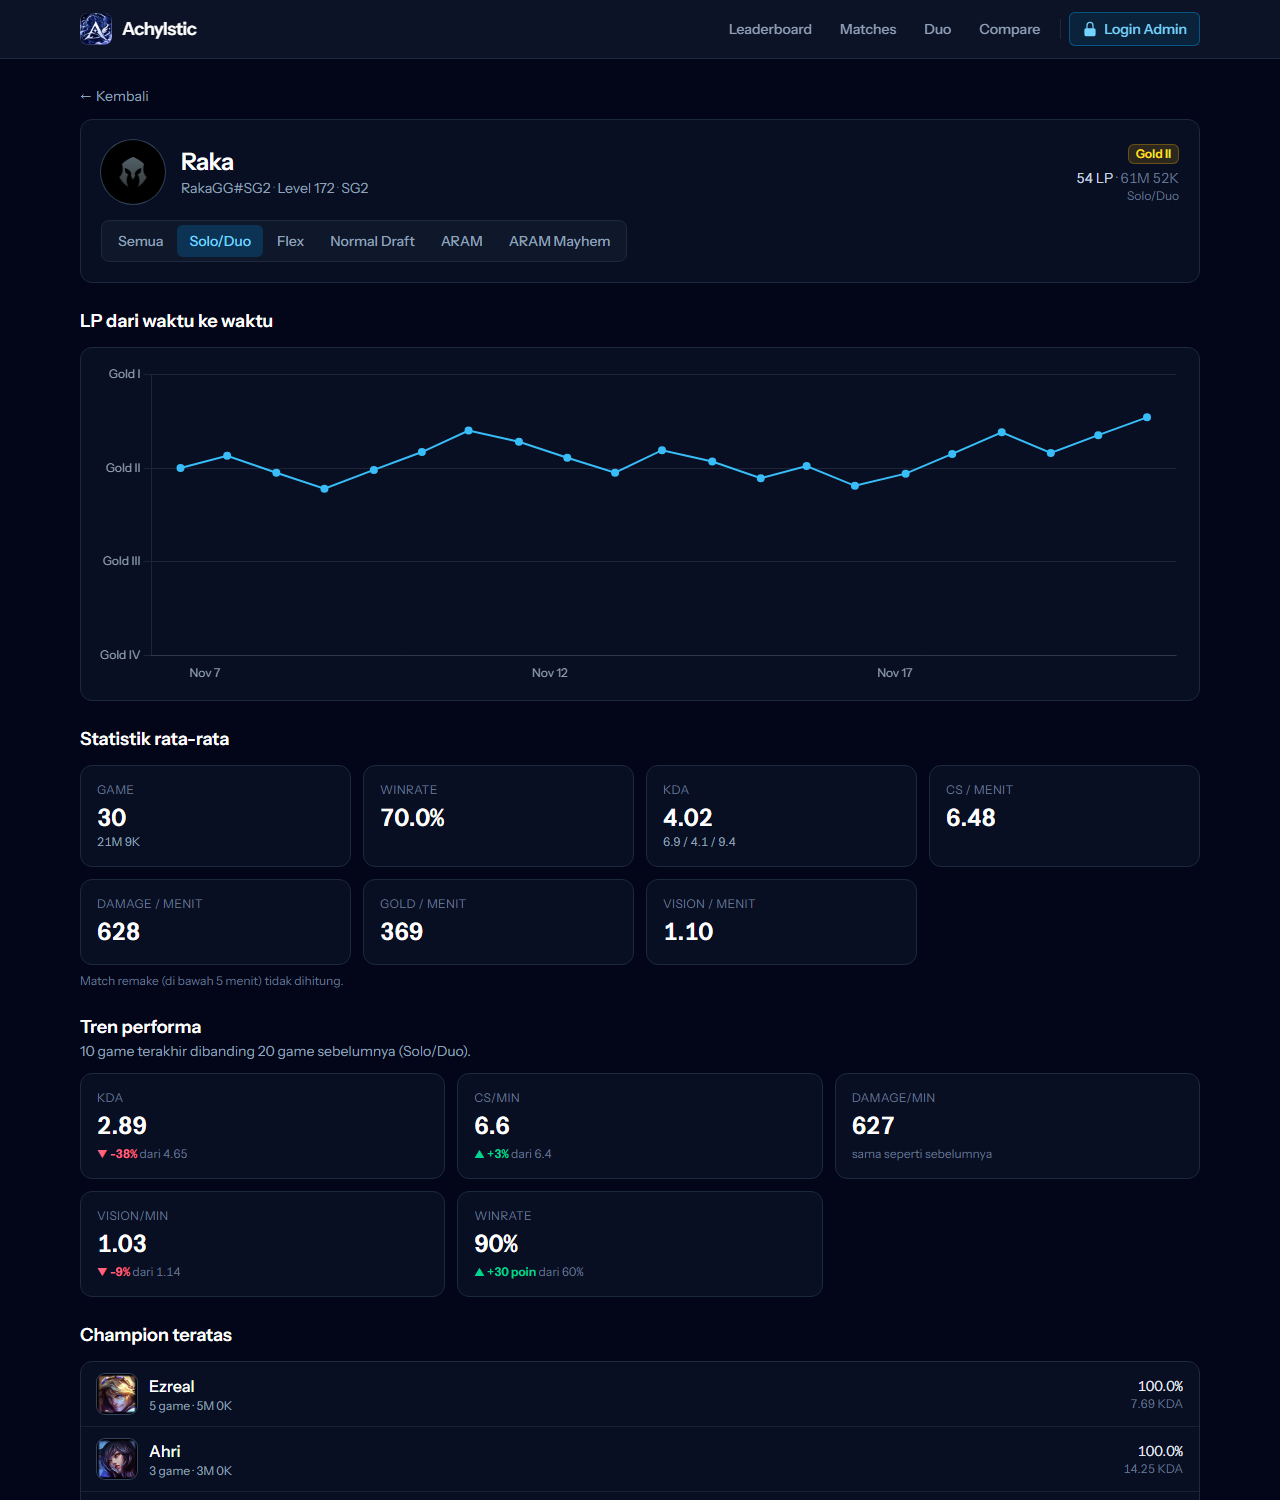 Achylstic
Leaderboard
Matches
Duo
Compare
Login Admin
← Kembali
Raka
RakaGG#SG2 · Level 172 · SG2
Gold II
54 LP · 61M 52K
Solo/Duo
Semua
Solo/Duo
Flex
Normal Draft
ARAM
ARAM Mayhem
LP dari waktu ke waktu
Gold I
Gold II
Gold III
Gold IV
Nov 7
Nov 12
Nov 17
Statistik rata-rata
GAME
30
21M 9K
WINRATE
70.0%
KDA
4.02
6.9 / 4.1 / 9.4
CS / MENIT
6.48
DAMAGE / MENIT
628
GOLD / MENIT
369
VISION / MENIT
1.10
Match remake (di bawah 5 menit) tidak dihitung.
Tren performa
10 game terakhir dibanding 20 game sebelumnya (Solo/Duo).
KDA
2.89
▼ -38% dari 4.65
CS/MIN
6.6
▲ +3% dari 6.4
DAMAGE/MIN
627
sama seperti sebelumnya
VISION/MIN
1.03
▼ -9% dari 1.14
WINRATE
90%
▲ +30 poin dari 60%
Champion teratas
Ezreal
5 game · 5M 0K
100.0%
7.69 KDA
Ahri
3 game · 3M 0K
100.0%
14.25 KDA